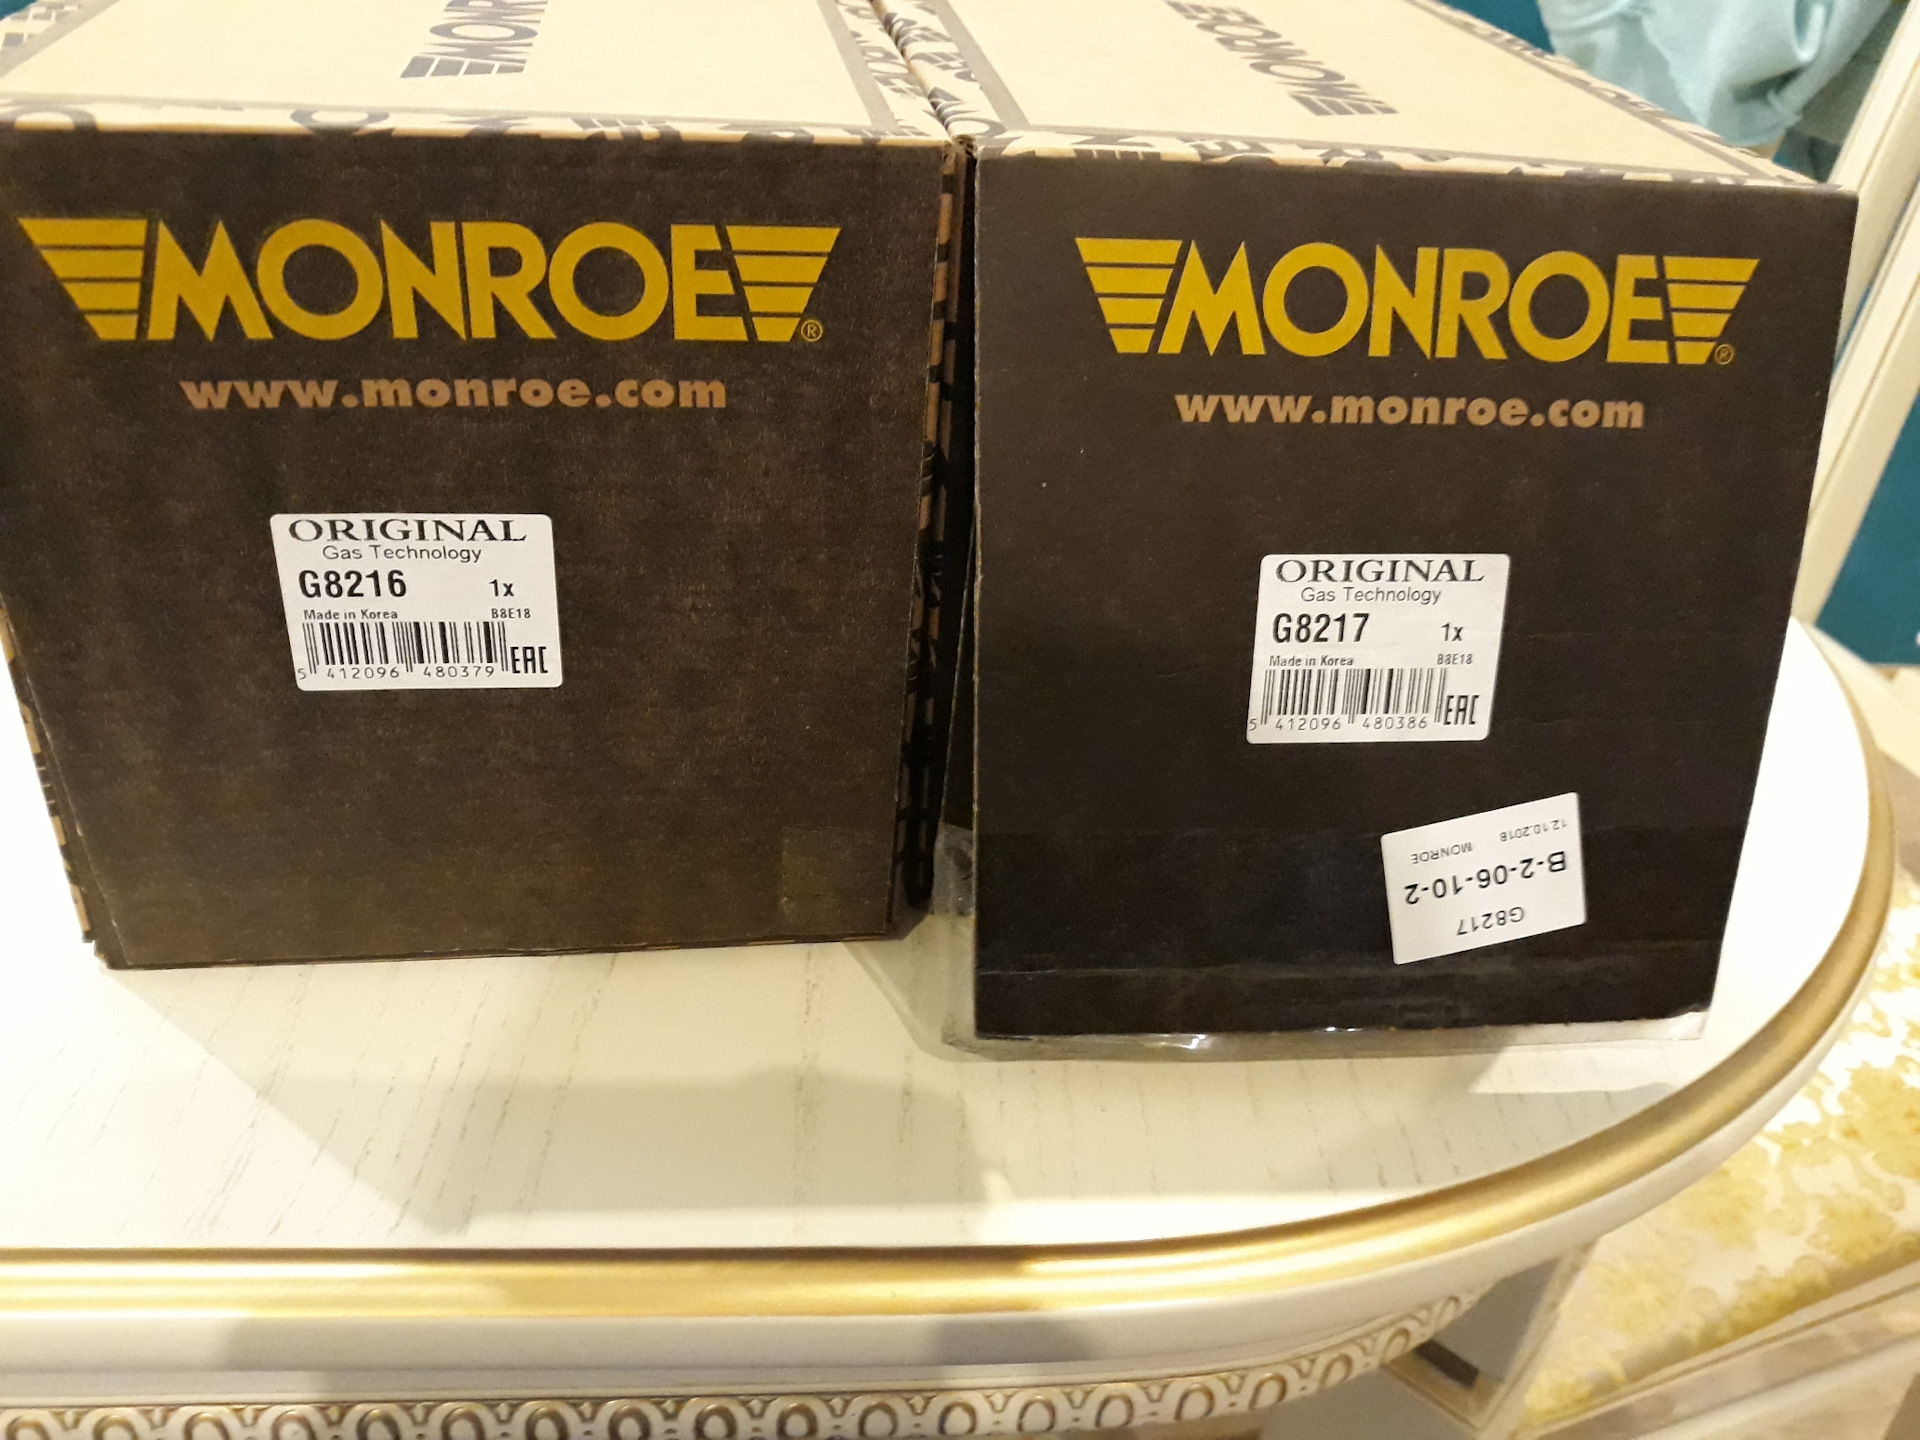 MONROE
MONROE®
www.monroe.com
ORIGINAL
Gas Technology
G8216 1x
Made in Korea B8E18
5 412096 480379 EAC
MONROE
MONROE®
www.monroe.com
ORIGINAL
Gas Technology
G8217 1x
Made in Korea B8E18
5 412096 480386 EAC
G8217
B-2-06-10-2
MONROE 12.10.2018